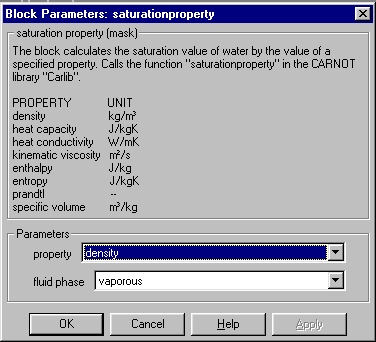 Block Parameters: saturationproperty
saturation property (mask)
The block calculates the saturation value of water by the value of a
specified property. Calls the function "saturationproperty" in the CARNOT
library "Carlib".
PROPERTY UNIT
density kg/m³
heat capacity J/kgK
heat conductivity W/mK
kinematic viscosity m²/s
enthalpy J/kg
entropy J/kgK
prandtl --
specific volume m³/kg
Parameters
property density
fluid phase vaporous
OK Cancel Help Apply